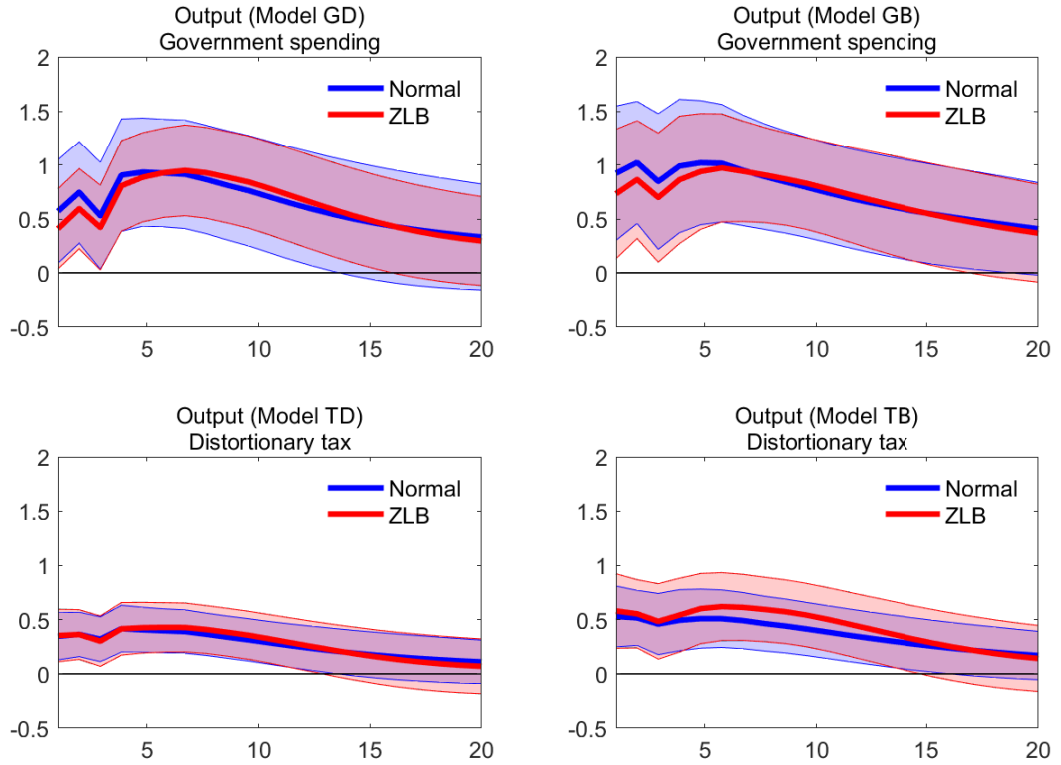 Output (Model GD)
Government spending
2
1.5
1
0.5
0
-0.5
5
10
15
20
Normal
ZLB
Output (Model GB)
Government spending
2
1.5
1
0.5
0
-0.5
5
10
15
20
Normal
ZLB
Output (Model TD)
Distortionary tax
2
1.5
1
0.5
0
-0.5
5
10
15
20
Normal
ZLB
Output (Model TB)
Distortionary tax
2
1.5
1
0.5
0
-0.5
5
10
15
20
Normal
ZLB